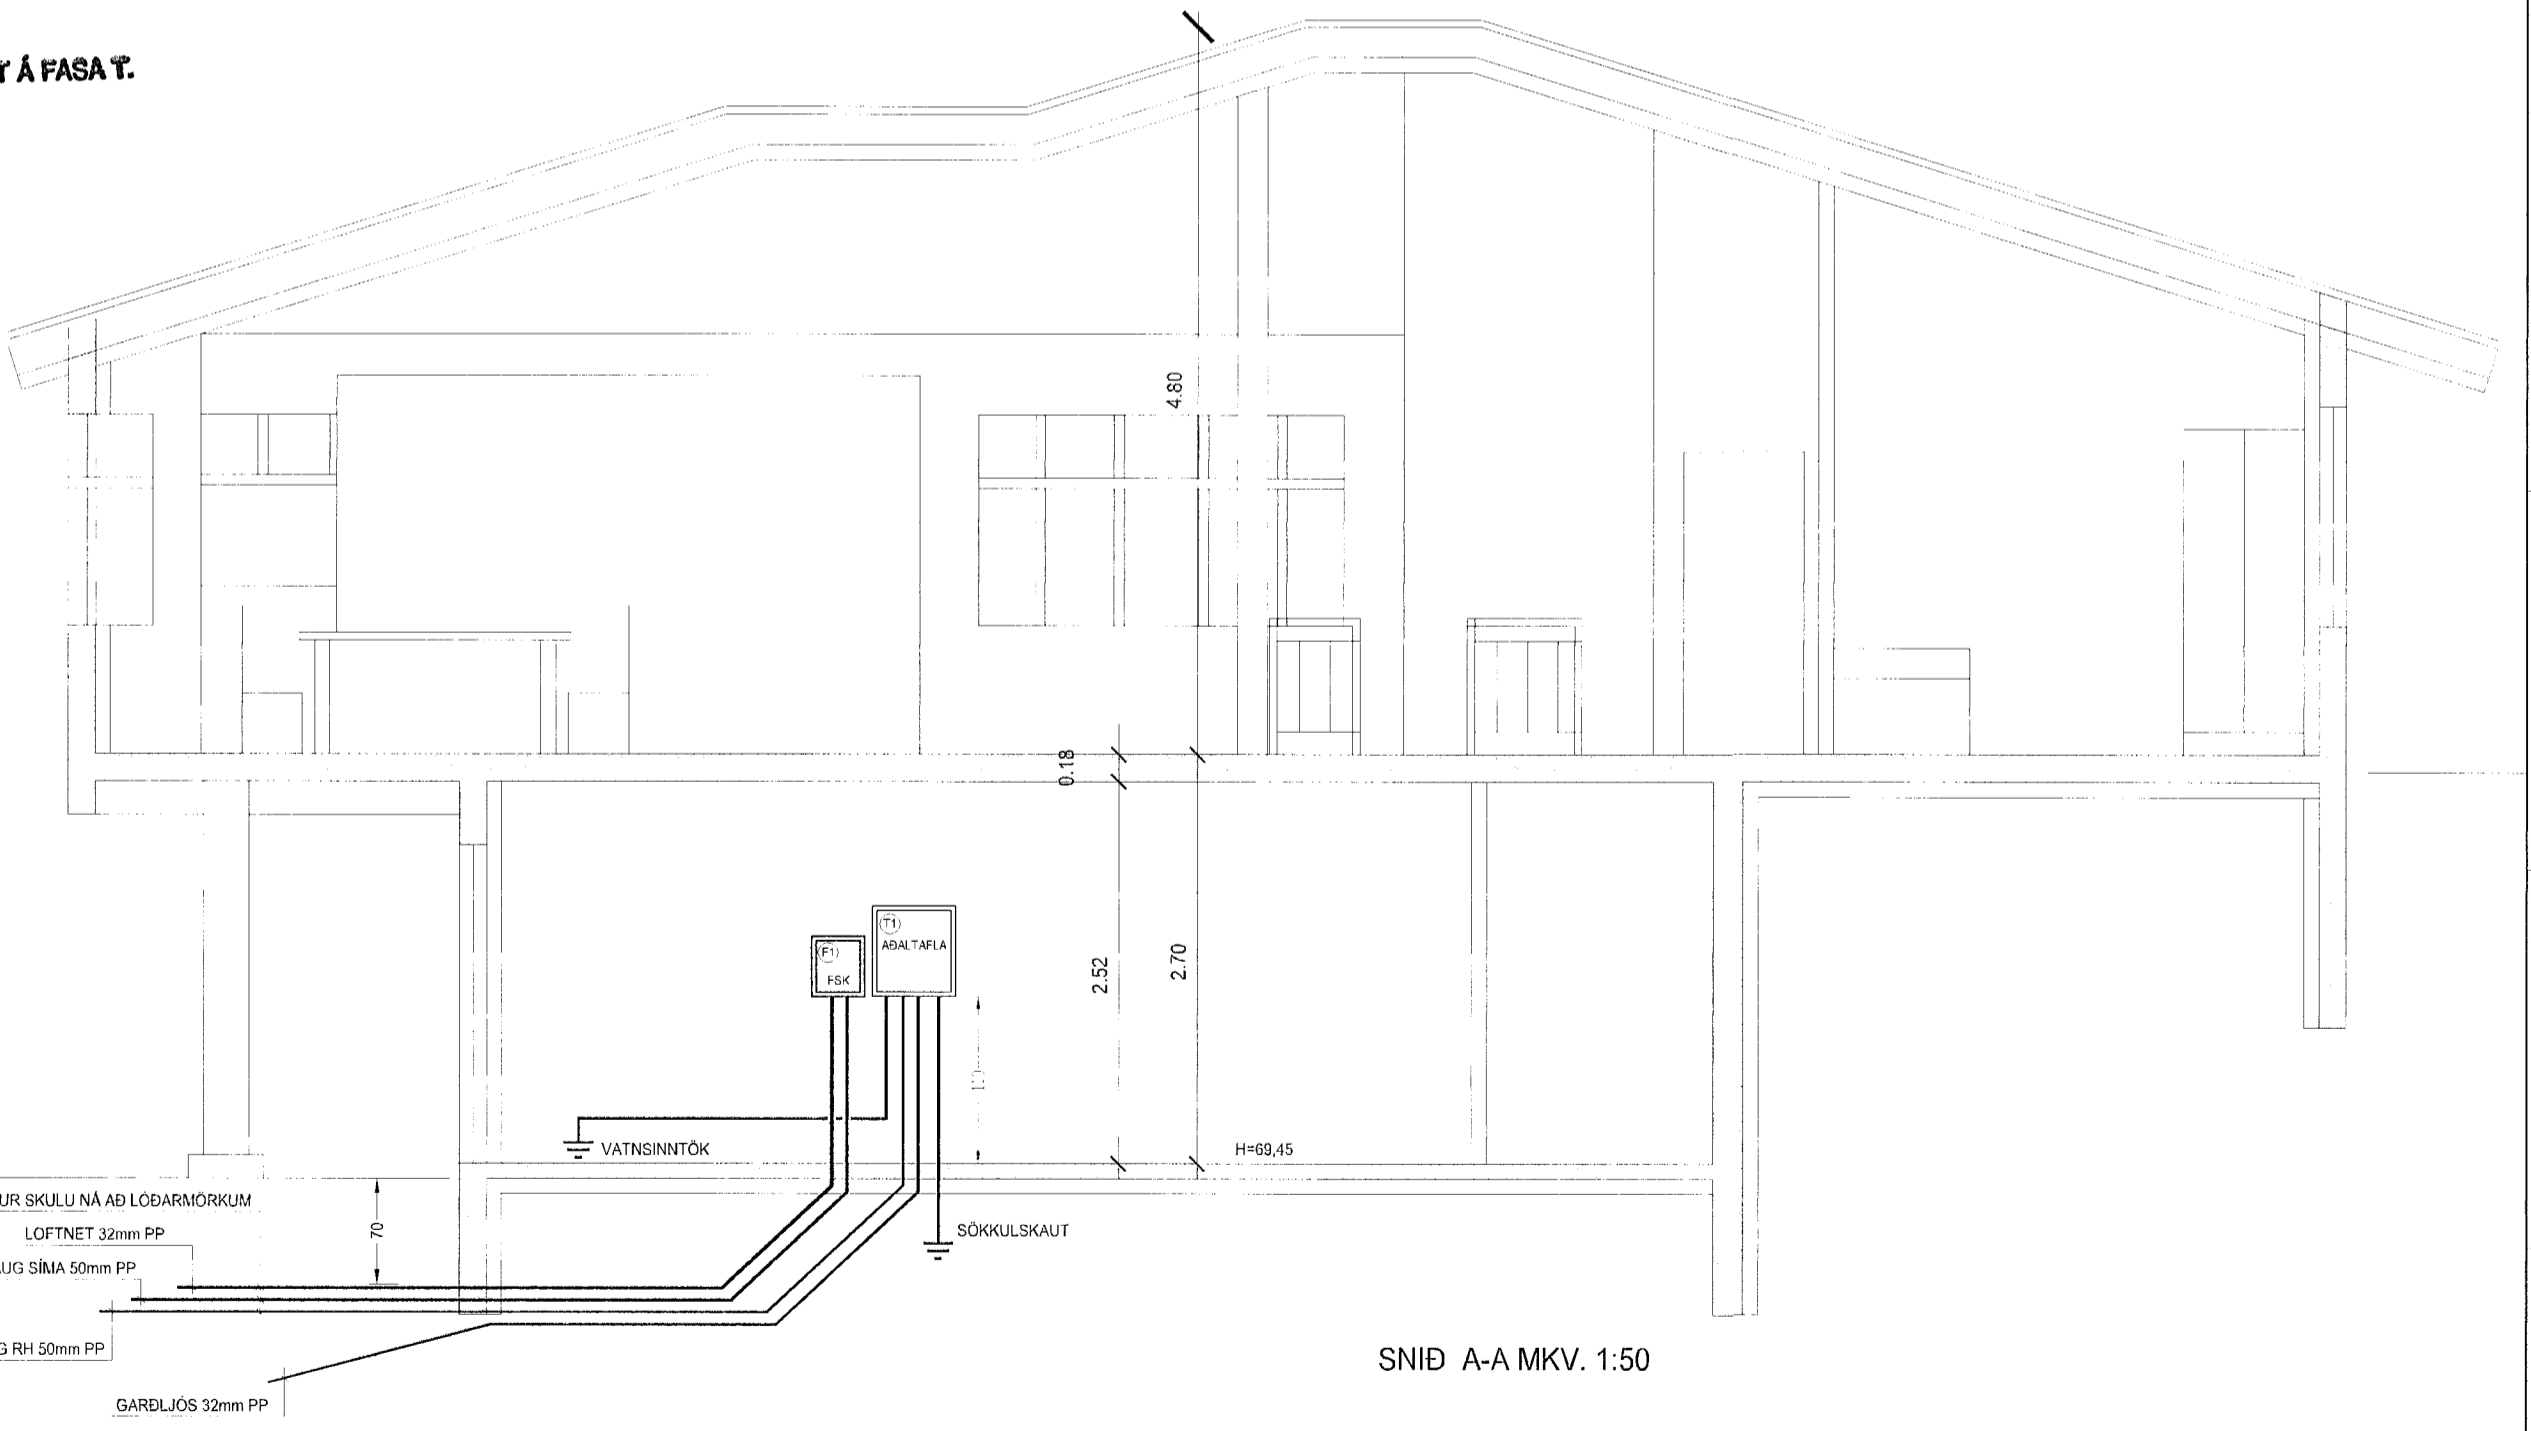 T Á FASA T.
4.80
0.18
T1
AÐALTAFLA
F1
FSK
2.52
2.70
110
VATNSINNTÖK
H=69,45
UR SKULU NÁ AÐ LÓÐARMÖRKUM
LOFTNET 32mm PP
70
SÖKKULSKAUT
AUG SÍMA 50mm PP
G RH 50mm PP
SNIÐ A-A MKV. 1:50
GARÐLJÓS 32mm PP